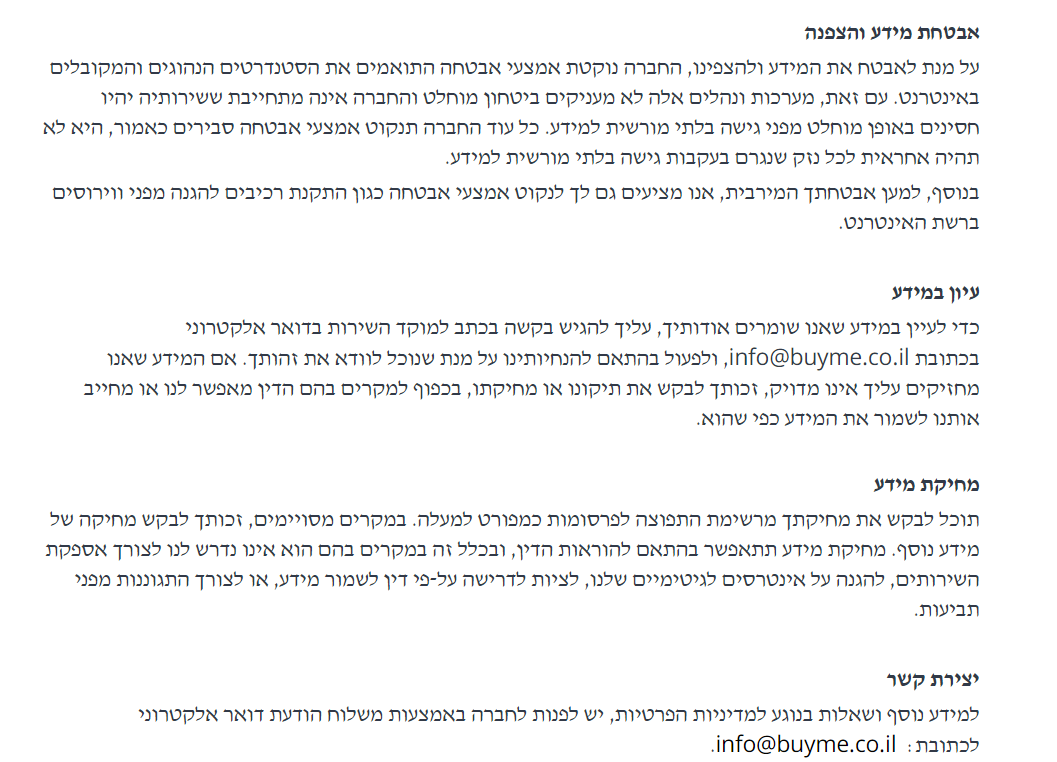 אבטחת מידע והצפנה
על מנת לאבטח את המידע ולהצפינו, החברה נוקטת אמצעי אבטחה התואמים את הסטנדרטים הנהוגים והמקובלים
באינטרנט. עם זאת, מערכות ונהלים אלה לא מעניקים ביטחון מוחלט והחברה אינה מתחייבת ששירותיה יהיו
חסינים באופן מוחלט מפני גישה בלתי מורשית למידע. כל עוד החברה תנקוט אמצעי אבטחה סבירים כאמור, היא לא
תהיה אחראית לכל נזק שנגרם בעקבות גישה בלתי מורשית למידע.
בנוסף, למען אבטחתך המירבית, אנו מציעים גם לך לנקוט אמצעי אבטחה כגון התקנת רכיבים להגנה מפני ווירוסים
ברשת האינטרנט.
עיון במידע
כדי לעיין במידע שאנו שומרים אודותיך, עליך להגיש בקשה בכתב למוקד השירות בדואר אלקטרוני
בכתובת info@buyme.co.il, ולפעול בהתאם להנחיותינו על מנת שנוכל לוודא את זהותך. אם המידע שאנו
מחזיקים עליך אינו מדויק, זכותך לבקש את תיקונו או מחיקתו, בכפוף למקרים בהם הדין מאפשר לנו או מחייב
אותנו לשמור את המידע כפי שהוא.
מחיקת מידע
תוכל לבקש את מחיקתך מרשימת התפוצה לפרסומות כמפורט למעלה. במקרים מסויימים, זכותך לבקש מחיקה של
מידע נוסף. מחיקת מידע תתאפשר בהתאם להוראות הדין, ובכלל זה במקרים בהם הוא אינו נדרש לנו לצורך אספקת
השירותים, להגנה על אינטרסים לגיטימיים שלנו, לציות לדרישה על-פי דין לשמור מידע, או לצורך התגוננות מפני
תביעות.
יצירת קשר
למידע נוסף ושאלות בנוגע למדיניות הפרטיות, יש לפנות לחברה באמצעות משלוח הודעת דואר אלקטרוני
לכתובת: info@buyme.co.il.